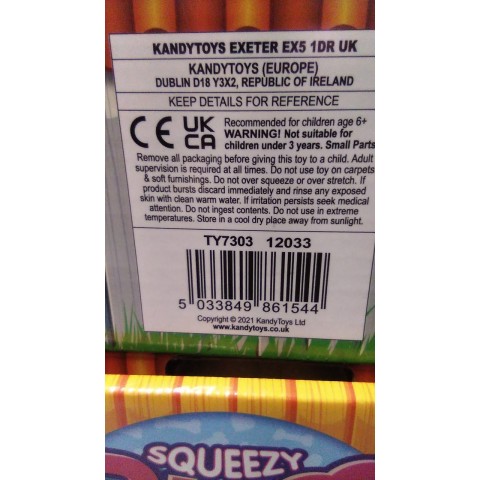 KANDYTOYS EXETER EX5 1DR UK
KANDYTOYS (EUROPE)
DUBLIN D18 Y3X2, REPUBLIC OF IRELAND
KEEP DETAILS FOR REFERENCE
CE UK CA
Recommended for children age 6+
WARNING! Not suitable for
children under 3 years. Small Parts
Remove all packaging before giving this toy to a child. Adult
supervision is required at all times. Do not use toy on carpets
& soft furnishings. Do not over squeeze or over stretch. If
product bursts discard immediately and rinse any exposed
skin with clean warm water. If irritation persists seek medical
attention. Do not ingest contents. Do not use in extreme
temperatures. Store in a cool dry place away from sunlight.
TY7303 12033
5 033849 861544
Copyright © 2021 KandyToys Ltd
www.kandytoys.co.uk
SQUEEZY